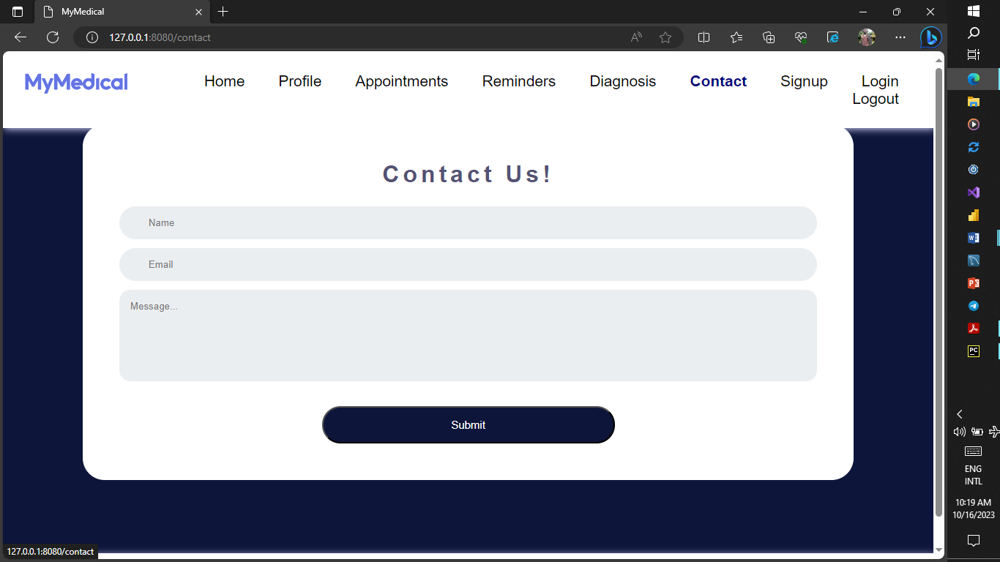 MyMedical
127.0.0.1:8080/contact
MyMedical
Home Profile Appointments Reminders Diagnosis Contact Signup Login
Logout
Contact Us!
Name
Email
Message...
Submit
127.0.0.1:8080/contact
ENG
INTL
10:19 AM
10/16/2023